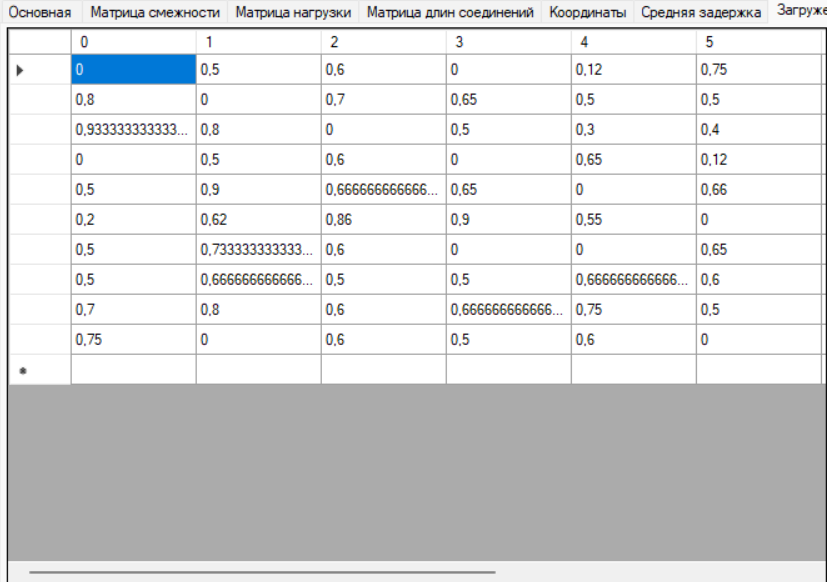 Основная Матрица смежности Матрица нагрузки Матрица длин соединений Координаты Средняя задержка Загруже
0 1 2 3 4 5
0 0,5 0,6 0 0,12 0,75
0,8 0 0,7 0,65 0,5 0,5
0,933333333333... 0,8 0 0,5 0,3 0,4
0 0,5 0,6 0 0,65 0,12
0,5 0,9 0,666666666666... 0,65 0 0,66
0,2 0,62 0,86 0,9 0,55 0
0,5 0,733333333333... 0,6 0 0 0,65
0,5 0,666666666666... 0,5 0,5 0,666666666666... 0,6
0,7 0,8 0,6 0,666666666666... 0,75 0,5
0,75 0 0,6 0,5 0,6 0